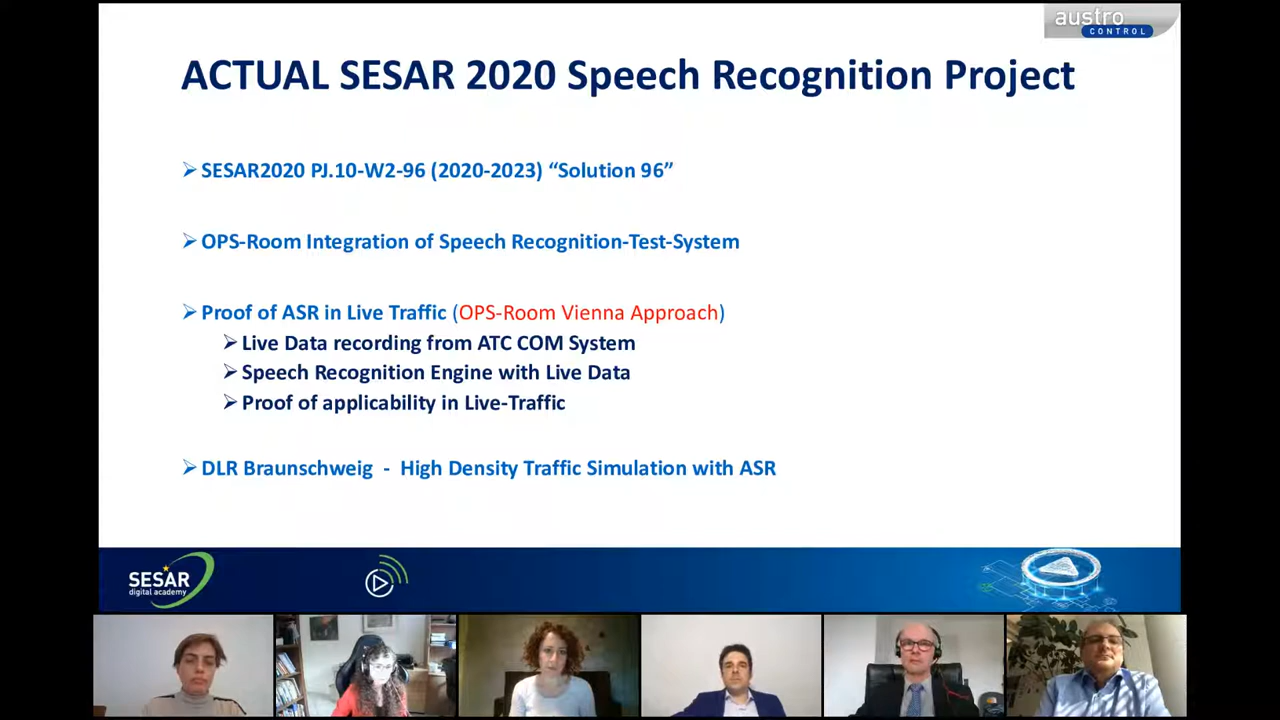 austro
CONTROL
ACTUAL SESAR 2020 Speech Recognition Project
SESAR2020 PJ.10-W2-96 (2020-2023) “Solution 96”
OPS-Room Integration of Speech Recognition-Test-System
Proof of ASR in Live Traffic (OPS-Room Vienna Approach)
Live Data recording from ATC COM System
Speech Recognition Engine with Live Data
Proof of applicability in Live-Traffic
DLR Braunschweig - High Density Traffic Simulation with ASR
SESAR
digital academy